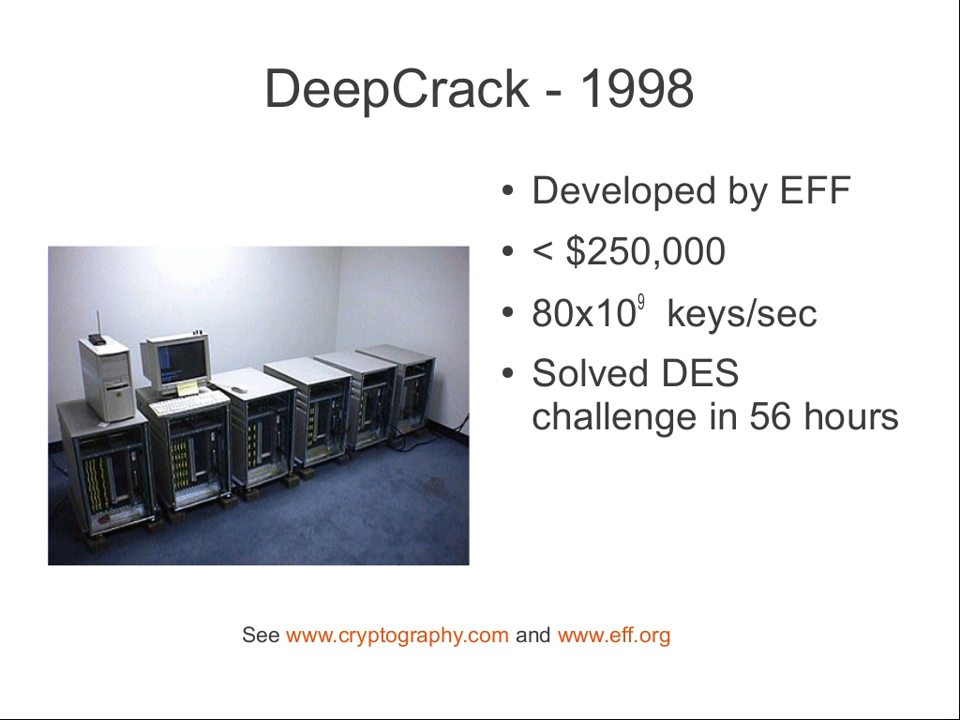 DeepCrack - 1998
• Developed by EFF
• < $250,000
• 80x10⁹ keys/sec
• Solved DES
challenge in 56 hours
See www.cryptography.com and www.eff.org